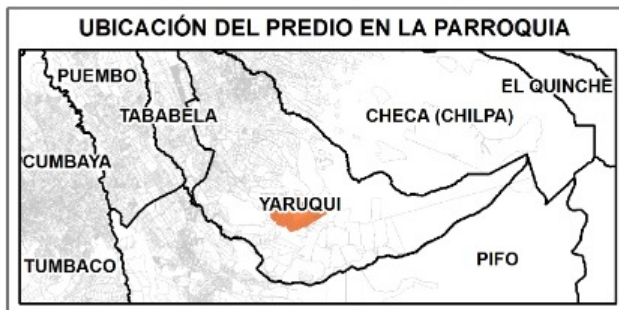 UBICACIÓN DEL PREDIO EN LA PARROQUIA
PUEMBO
EL QUINCHE
TABABELA
CHECA (CHILPA)
CUMBAYA
YARUQUI
TUMBACO
PIFO